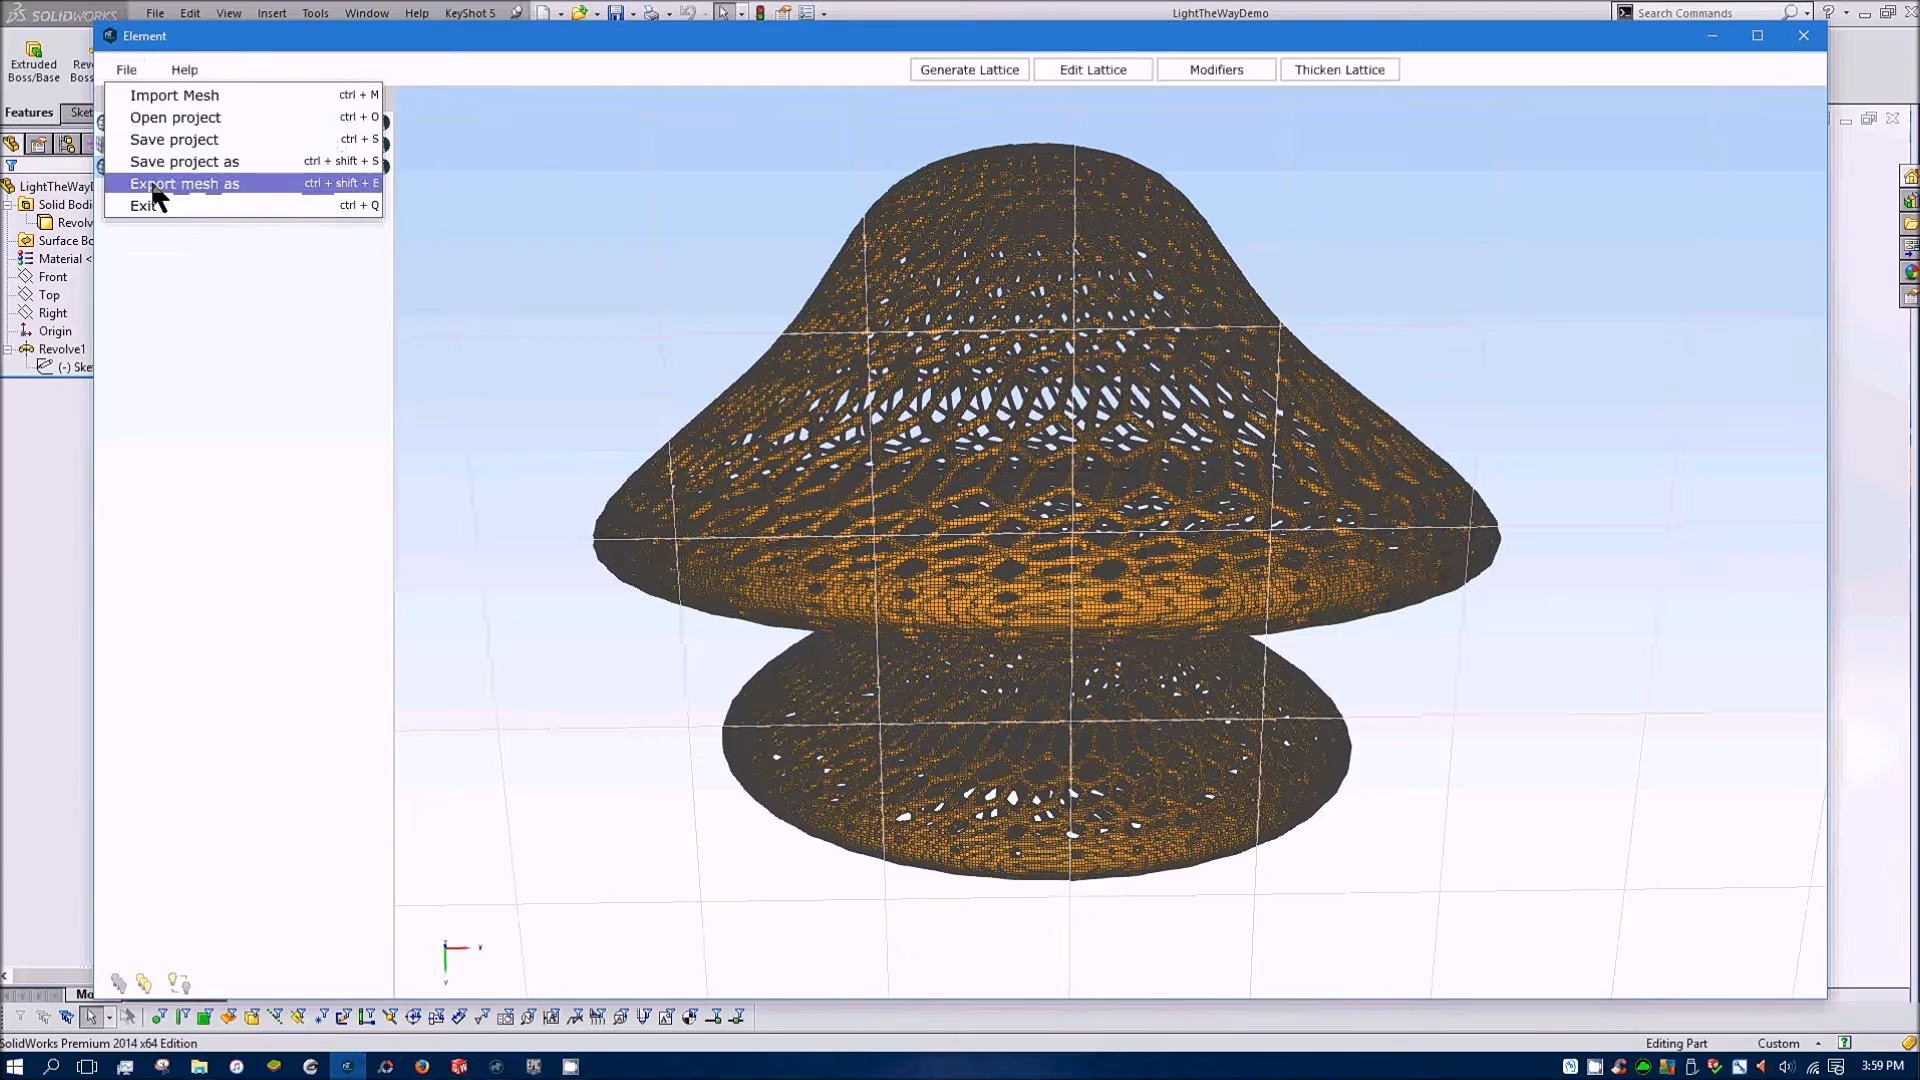 SOLIDWORKS File Edit View Insert Tools Window Help KeyShot 5 LightTheWayDemo Search Commands
Element
Extruded
Boss/Base
File Help Generate Lattice Edit Lattice Modifiers Thicken Lattice
Import Mesh ctrl + M
Open project ctrl + O
Save project ctrl + S
Save project as ctrl + shift + S
Export mesh as ctrl + shift + E
Exit ctrl + Q
Features
LightTheWay
Solid Bodi
Revolv
Surface Bo
Material <
Front
Top
Right
Origin
Revolve1
(-) Ske
x
Y
Mo
SolidWorks Premium 2014 x64 Edition Editing Part Custom
3:59 PM